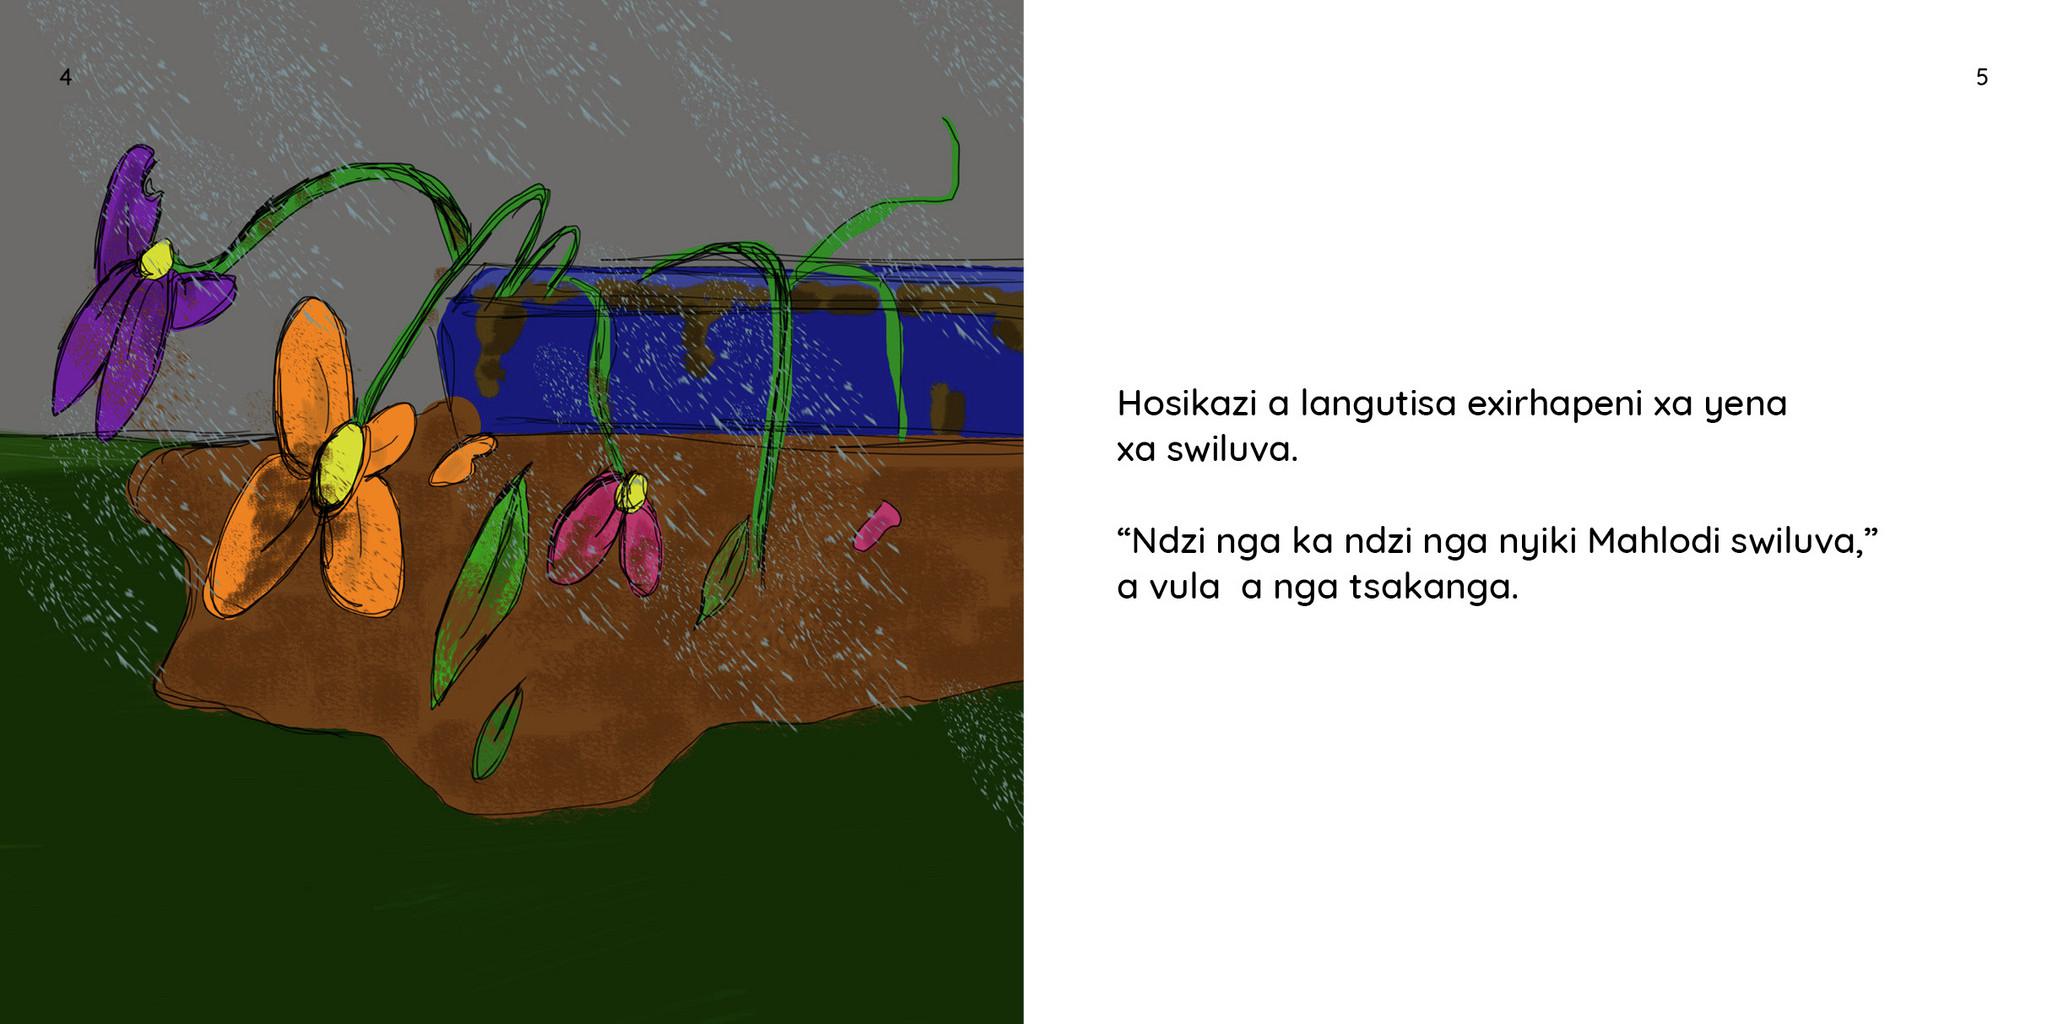 4
5
Hosikazi a langutisa exirhapeni xa yena
xa swiluva.
“Ndzi nga ka ndzi nga nyiki Mahlodi swiluva,”
a vula  a nga tsakanga.